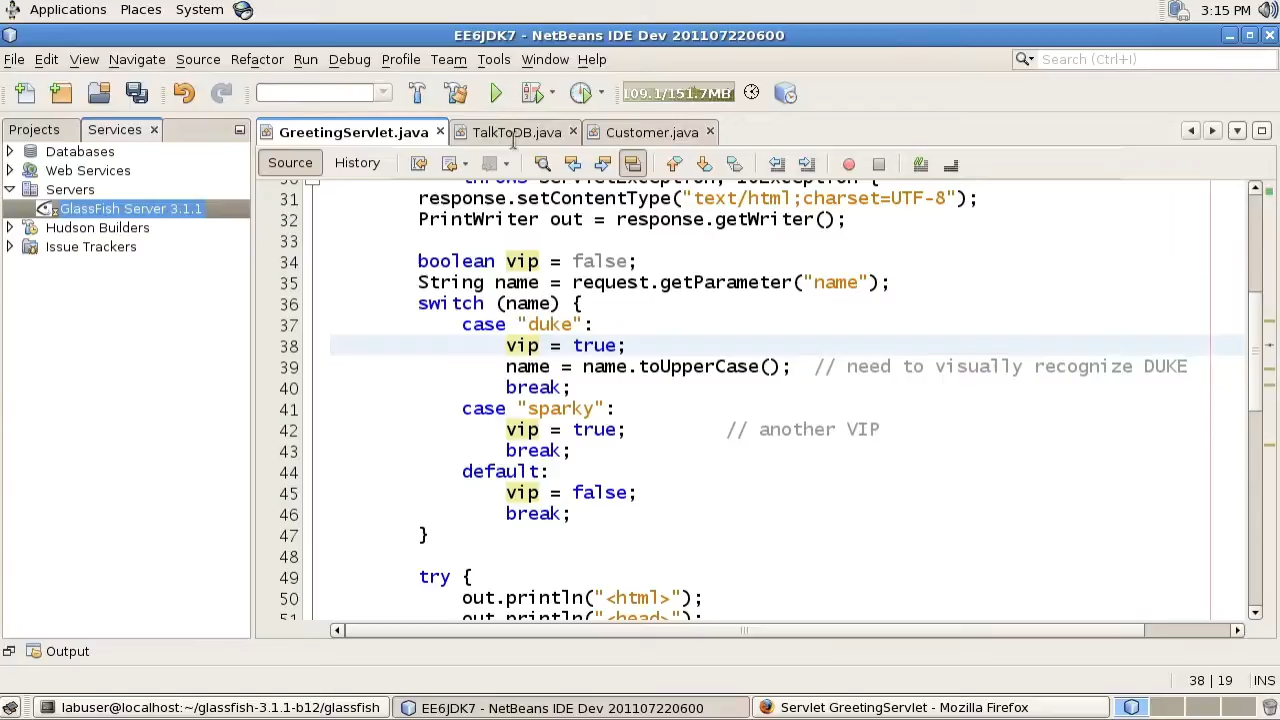 Applications Places System 3:15 PM
EE6JDK7 - NetBeans IDE Dev 201107220600
File Edit View Navigate Source Refactor Run Debug Profile Team Tools Window Help Search (Ctrl+I)
109.1/151.7MB
Projects Services GreetingServlet.java TalkToDB.java Customer.java
Source History
Databases
Web Services
Servers
GlassFish Server 3.1.1
Hudson Builders
Issue Trackers
31 response.setContentType("text/html;charset=UTF-8");
32 PrintWriter out = response.getWriter();
33
34 boolean vip = false;
35 String name = request.getParameter("name");
36 switch (name) {
37 case "duke":
38 vip = true;
39 name = name.toUpperCase(); // need to visually recognize DUKE
40 break;
41 case "sparky":
42 vip = true; // another VIP
43 break;
44 default:
45 vip = false;
46 break;
47 }
48
49 try {
50 out.println("<html>");
51 out.println("<head>");
Output
38 | 19 INS
labuser@localhost:~/glassfish-3.1.1-b12/glassfish EE6JDK7 - NetBeans IDE Dev 201107220600 Servlet GreetingServlet - Mozilla Firefox